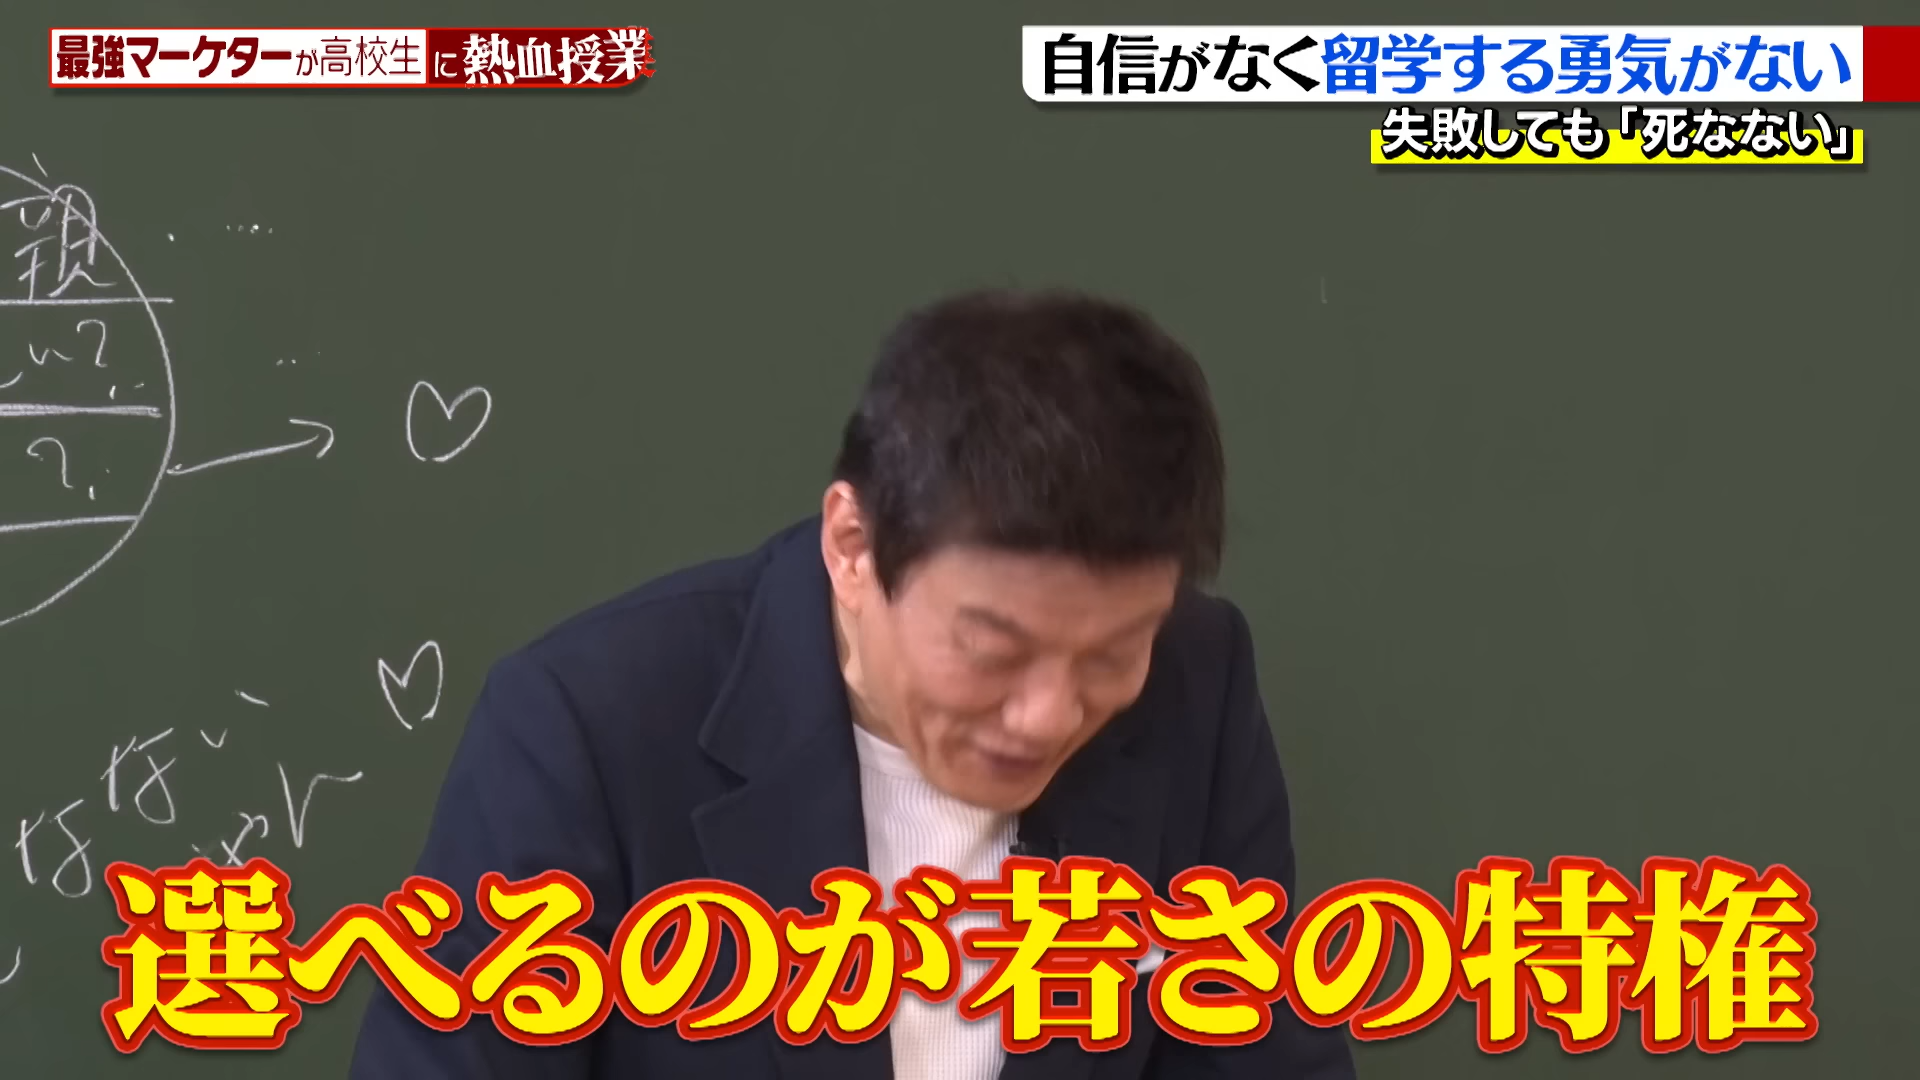 最強マーケターが高校生に熱血授業
自信がなく留学する勇気がない
失敗しても「死なない」
選べるのが若さの特権